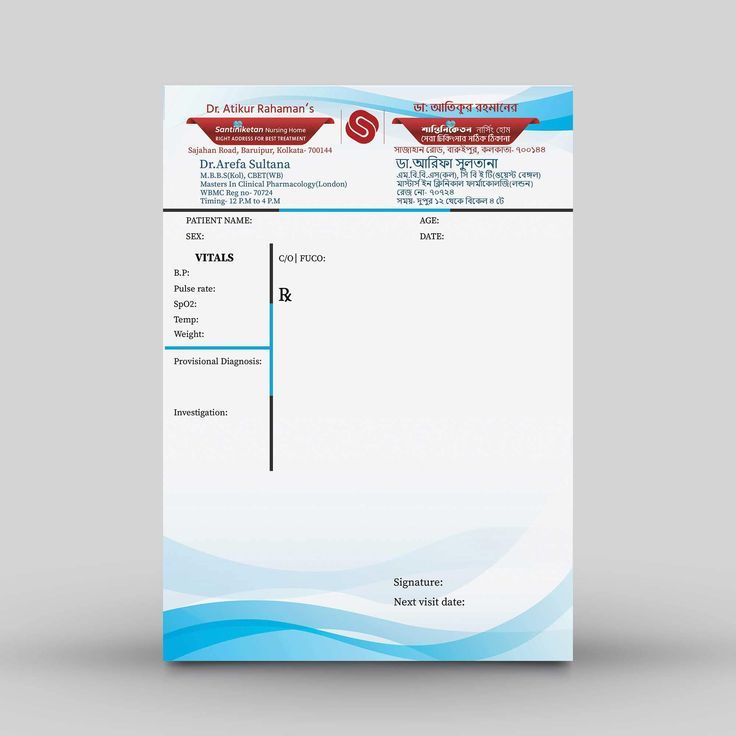 Dr. Atikur Rahaman's
Santiniketan Nursing Home
RIGHT ADDRESS FOR BEST TREATMENT
Sajahan Road, Baruipur, Kolkata- 700144
Dr.Arefa Sultana
M.B.B.S(Kol), CBET(WB)
Masters In Clinical Pharmacology(London)
WBMC Reg no- 70724
Timing- 12 P.M to 4 P.M
ডা: আতিকুর রহমানের
শান্তিনিকেতন নার্সিং হোম
সেবা চিকিৎসার সঠিক ঠিকানা
সাজাহান রোড, বারুইপুর, কলকাতা- ৭০০১৪৪
ডা.আরিফা সুলতানা
এম.বি.বি.এস(কল), সি বি ই টি(ওয়েস্ট বেঙ্গল)
মাস্টার্স ইন ক্লিনিকাল ফার্মাকোলজি(লন্ডন)
রেজ নো- ৭০৭২৪
সময়- দুপুর ১২ থেকে বিকেল ৪ টে
PATIENT NAME:
AGE:
SEX:
DATE:
VITALS
B.P:
Pulse rate:
SpO2:
Temp:
Weight:
Provisional Diagnosis:
Investigation:
C/O| FUCO:
℞
Signature:
Next visit date: